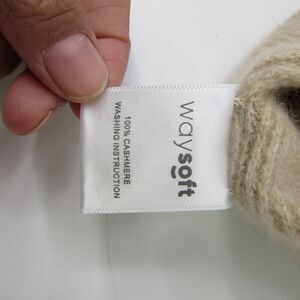 waysoft
100% CASHMERE
WASHING INSTRUCTION